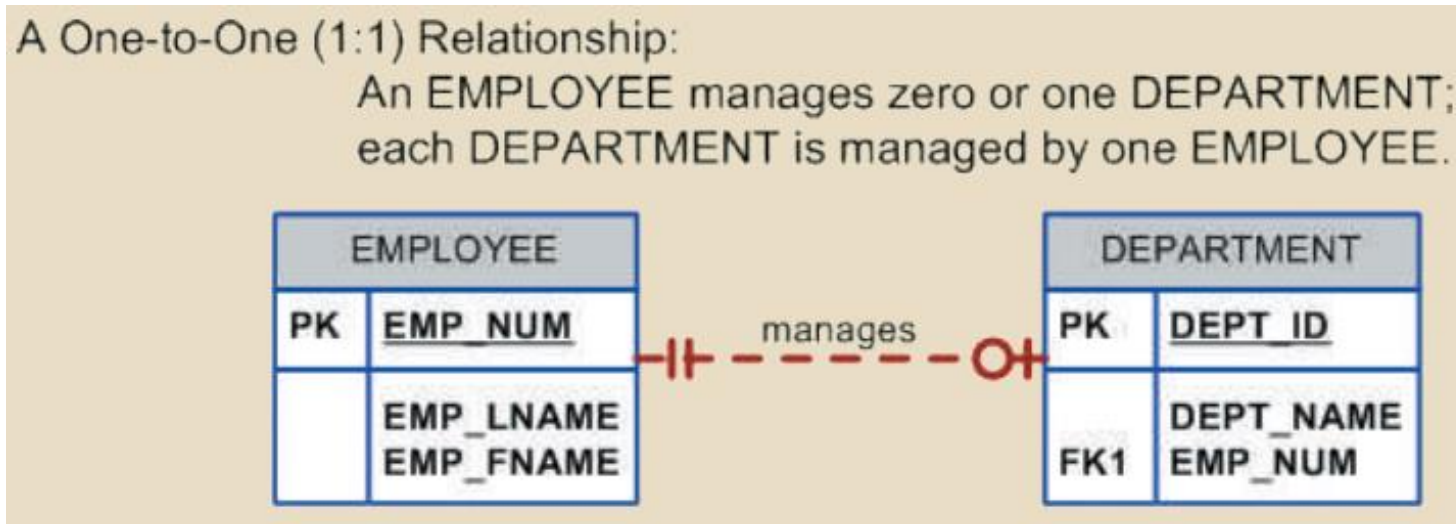 A One-to-One (1:1) Relationship:
An EMPLOYEE manages zero or one DEPARTMENT;
each DEPARTMENT is managed by one EMPLOYEE.
EMPLOYEE
PK EMP_NUM
EMP_LNAME
EMP_FNAME
manages
DEPARTMENT
PK DEPT_ID
DEPT_NAME
FK1 EMP_NUM